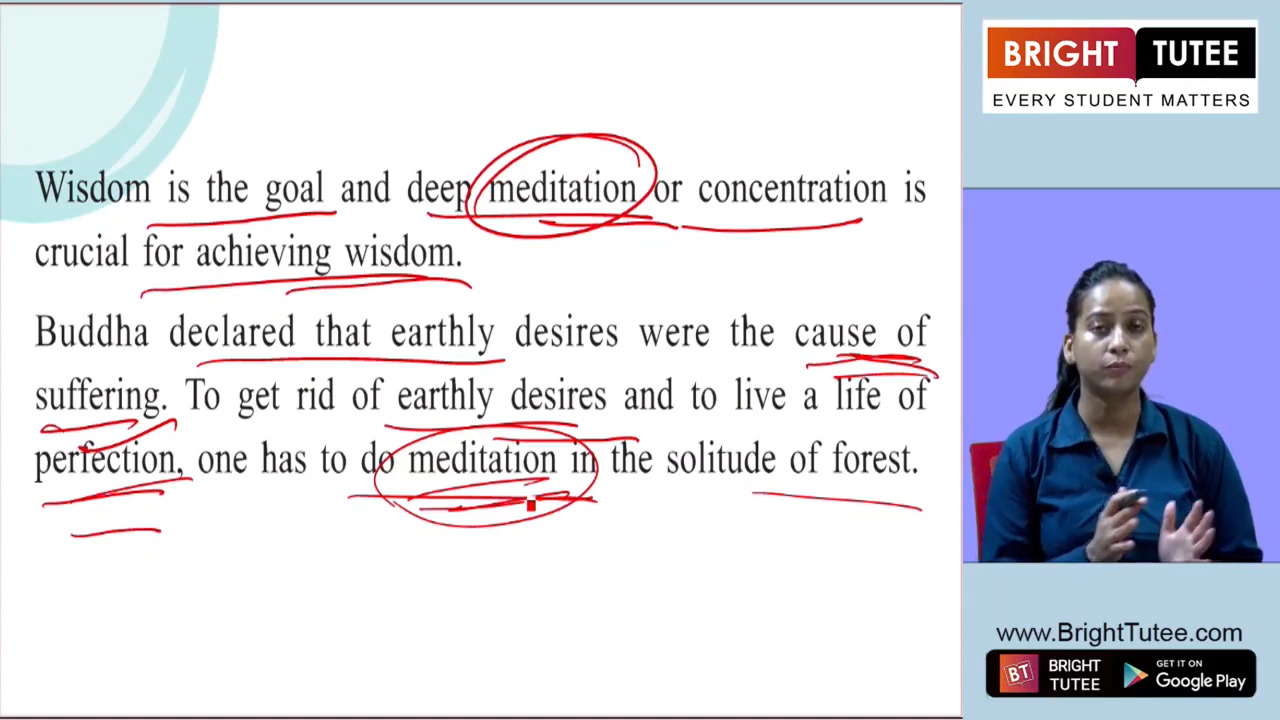 BRIGHT TUTEE
EVERY STUDENT MATTERS
Wisdom is the goal and deep meditation or concentration is
crucial for achieving wisdom.
Buddha declared that earthly desires were the cause of
suffering. To get rid of earthly desires and to live a life of
perfection, one has to do meditation in the solitude of forest.
www.BrightTutee.com
BT
BRIGHT
TUTEE
GET IT ON
Google Play